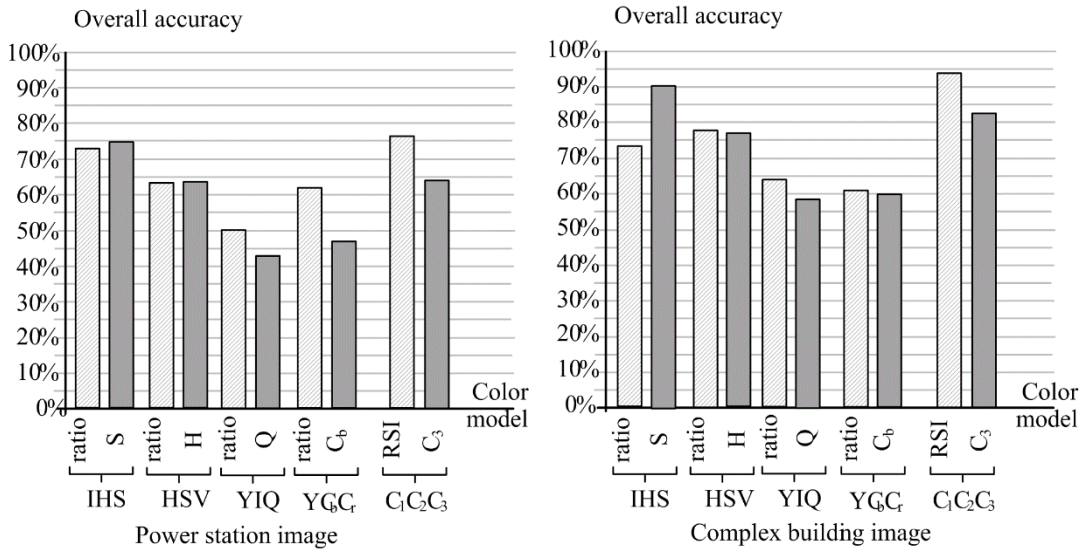 Overall accuracy
100%
90%
80%
70%
60%
50%
40%
30%
20%
10%
0%
Color
model
ratio
S
ratio
H
ratio
Q
ratio
Cb
RSI
C3
IHS
HSV
YIQ
YCbCr
C1C2C3
Power station image
Overall accuracy
100%
90%
80%
70%
60%
50%
40%
30%
20%
10%
0%
Color
model
ratio
S
ratio
H
ratio
Q
ratio
Cb
RSI
C3
IHS
HSV
YIQ
YCbCr
C1C2C3
Complex building image